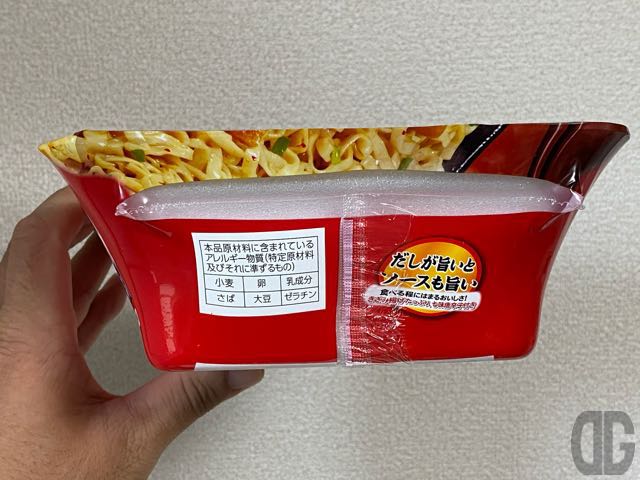 本品原材料に含まれている
アレルギー物質(特定原材料
及びそれに準ずるもの)
小麦 卵 乳成分
さば 大豆 ゼラチン
だしが旨いと
ソースも旨い
食べる程にはまるおいしさ!
DG